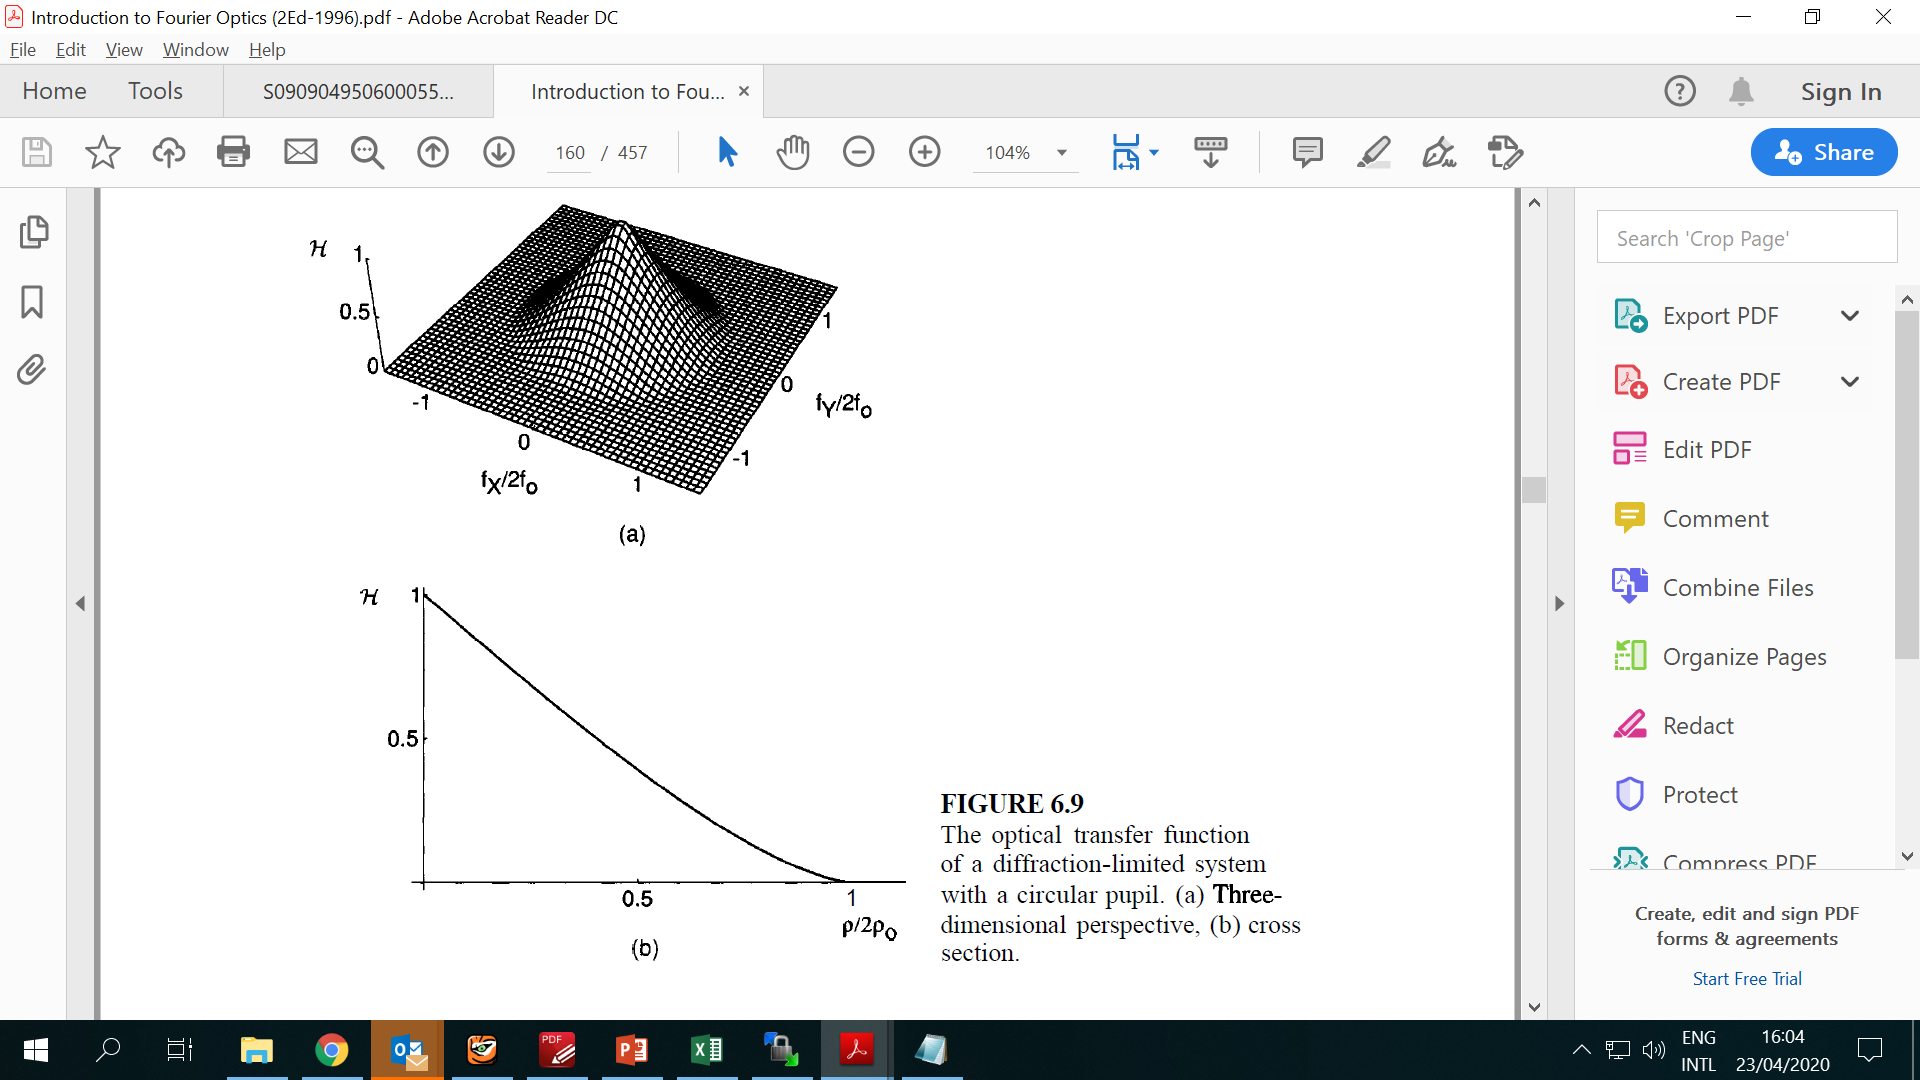 Introduction to Fourier Optics (2Ed-1996).pdf - Adobe Acrobat Reader DC
File Edit View Window Help
Home Tools S090904950600055... Introduction to Fou... ×
Sign In
160 / 457 104% Share
ℋ 1
0.5
0
-1
0
1
fX/2fo
1
0
-1
fY/2fo
(a)
ℋ 1
0.5
0.5 1
ρ/2ρo
(b)
FIGURE 6.9
The optical transfer function
of a diffraction-limited system
with a circular pupil. (a) Three-
dimensional perspective, (b) cross
section.
Search 'Crop Page'
Export PDF
Create PDF
Edit PDF
Comment
Combine Files
Organize Pages
Redact
Protect
Compress PDF
Create, edit and sign PDF
forms & agreements
Start Free Trial
PDF
ENG 16:04
INTL 23/04/2020